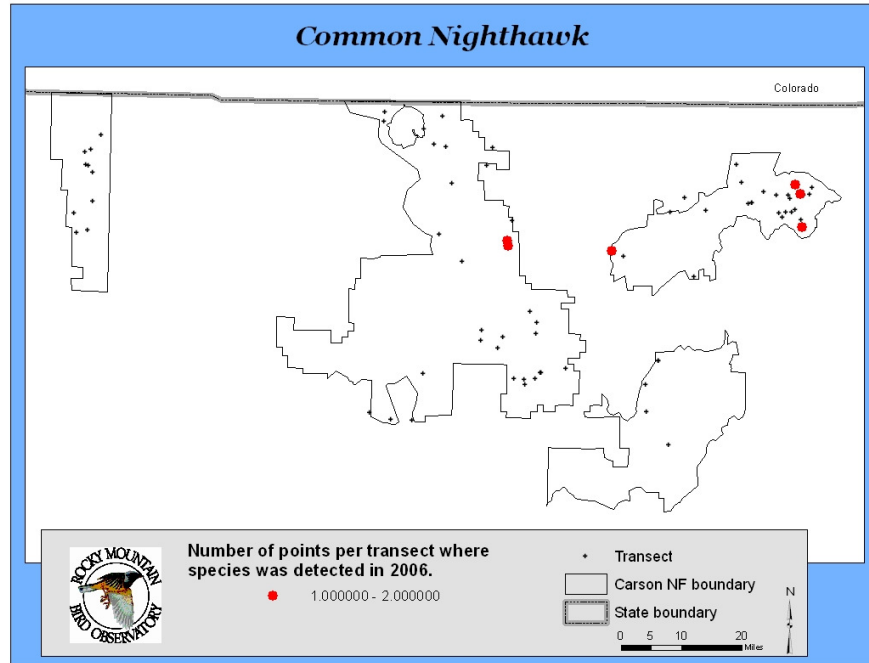 Common Nighthawk
Colorado
ROCKY MOUNTAIN
BIRD OBSERVATORY
Number of points per transect where
species was detected in 2006.
1.000000 - 2.000000
Transect
Carson NF boundary
State boundary
0 5 10 20
Miles
N